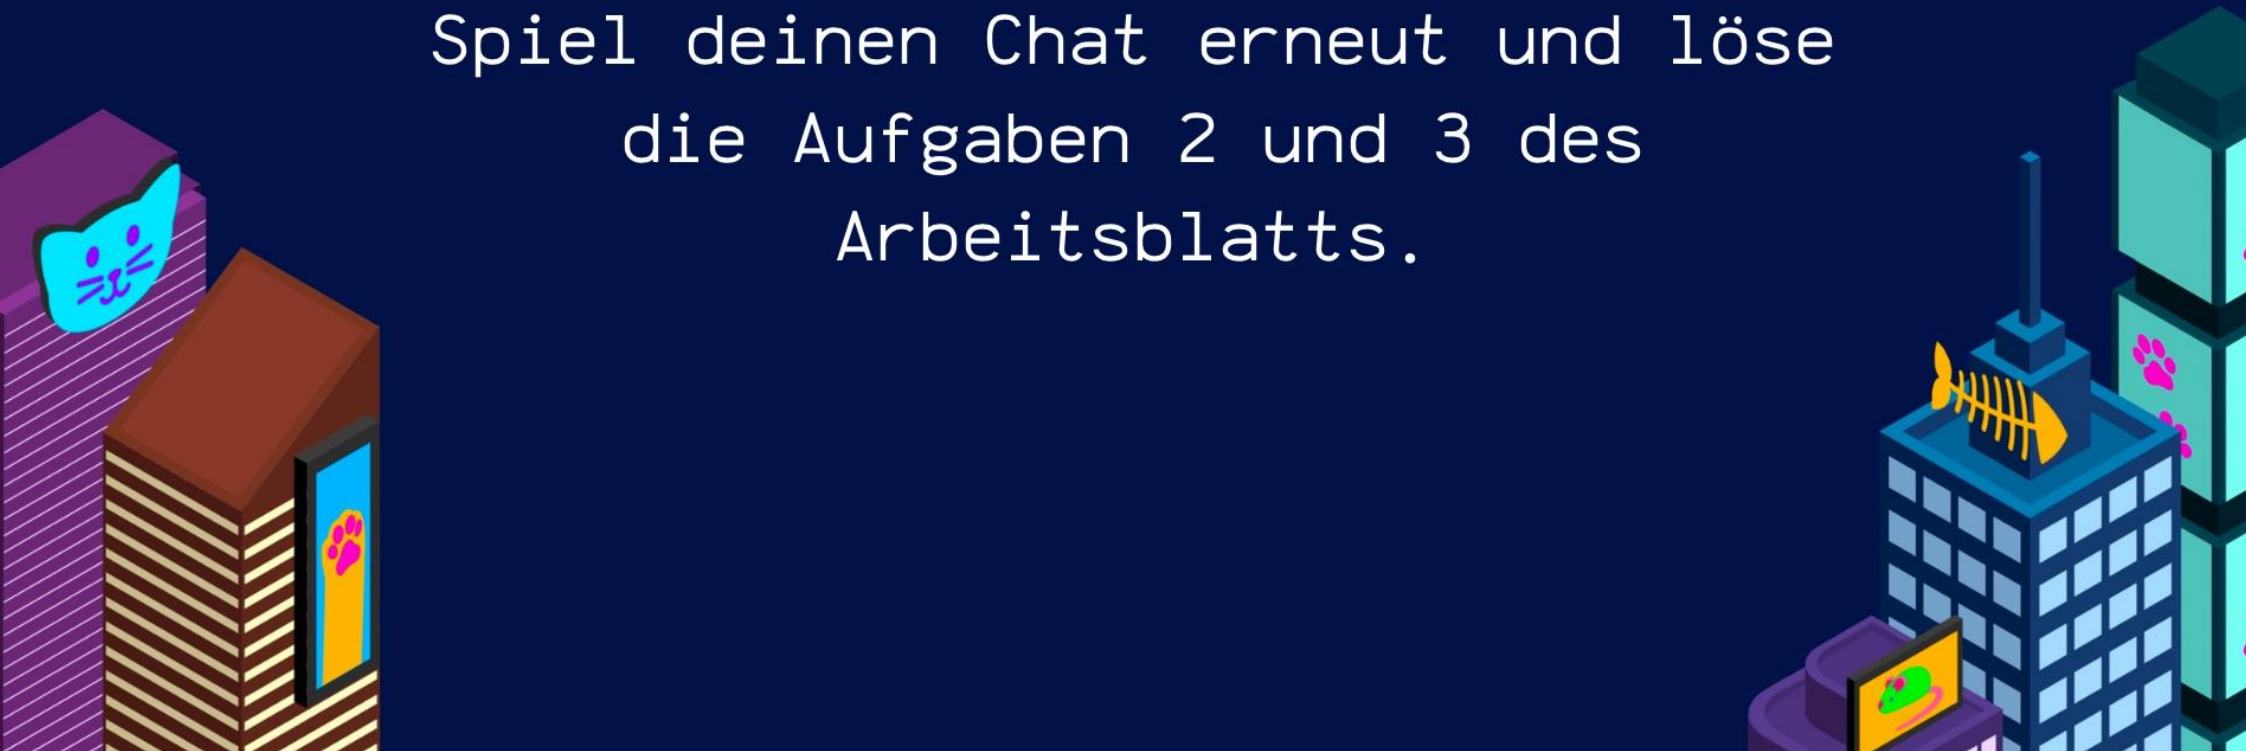 Spiel deinen Chat erneut und löse
die Aufgaben 2 und 3 des
Arbeitsblatts.